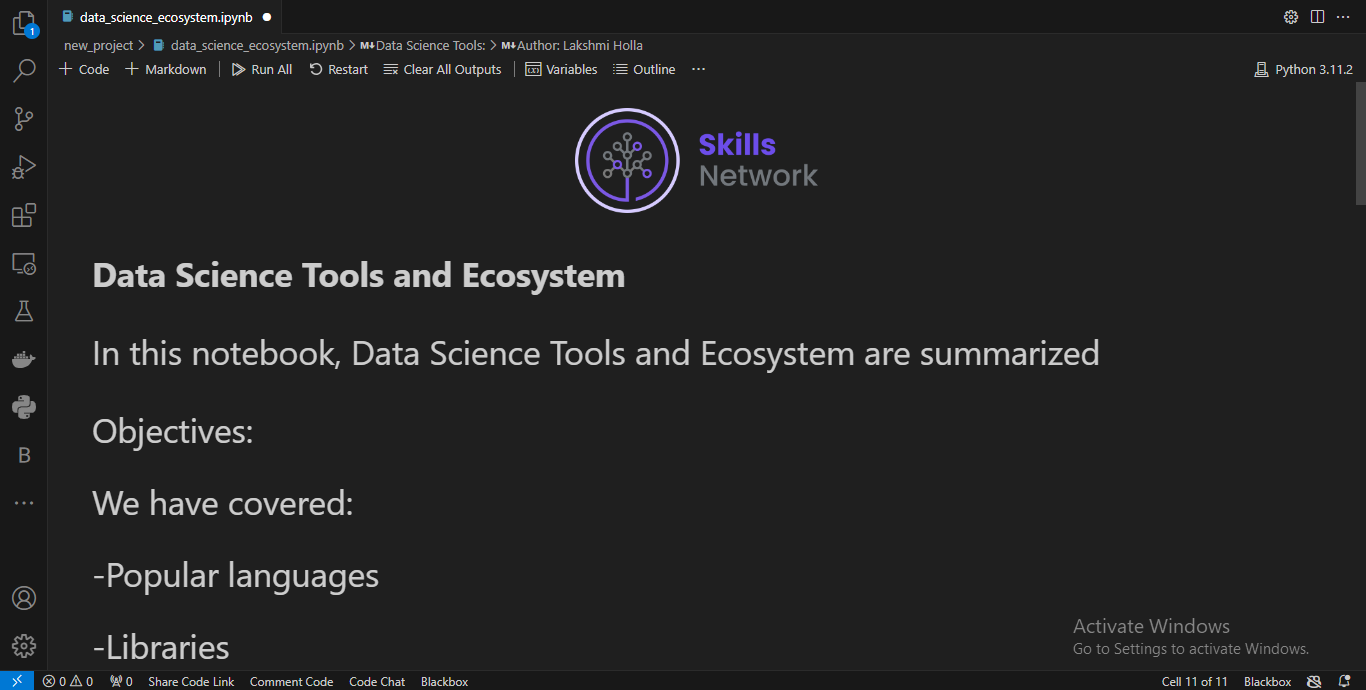 data_science_ecosystem.ipynb
new_project > data_science_ecosystem.ipynb > M↓Data Science Tools: > M↓Author: Lakshmi Holla
+ Code + Markdown Run All Restart Clear All Outputs Variables Outline ... Python 3.11.2
1
Skills
Network
Data Science Tools and Ecosystem
In this notebook, Data Science Tools and Ecosystem are summarized
Objectives:
We have covered:
-Popular languages
-Libraries
B
Activate Windows
Go to Settings to activate Windows.
0 0 0 Share Code Link Comment Code Code Chat Blackbox Cell 11 of 11 Blackbox